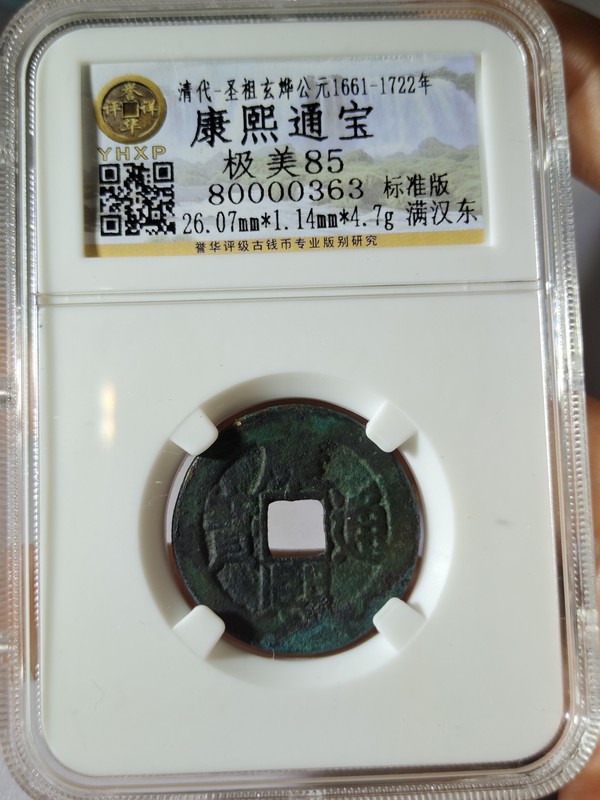 清代-圣祖玄烨公元1661-1722年
康熙通宝
YHXP
极美85
80000363 标准版
26.07mm*1.14mm*4.7g 满汉东
誉华评级古钱币专业版别研究
通
熙
寶